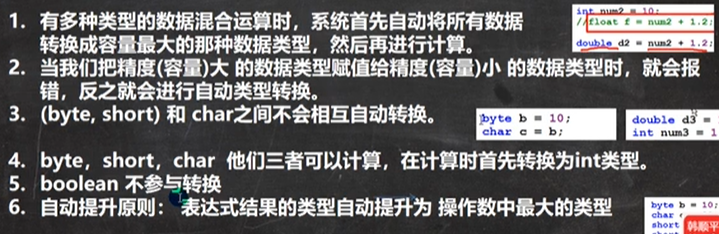 1. 有多种类型的数据混合运算时，系统首先自动将所有数据
转换成容量最大的那种数据类型，然后再进行计算。
int num2 = 10;
//float f = num2 + 1.2;
double d2 = num2 + 1.2;
2. 当我们把精度(容量)大 的数据类型赋值给精度(容量)小 的数据类型时，就会报
错，反之就会进行自动类型转换。
3. (byte, short) 和 char之间不会相互自动转换。
byte b = 10;
char c = b;
double d3 =
int num3 = 1
4. byte，short，char 他们三者可以计算，在计算时首先转换为int类型。
5. boolean 不参与转换
6. 自动提升原则： 表达式结果的类型自动提升为 操作数中最大的类型
byte b = 10;
char
short
韩顺平